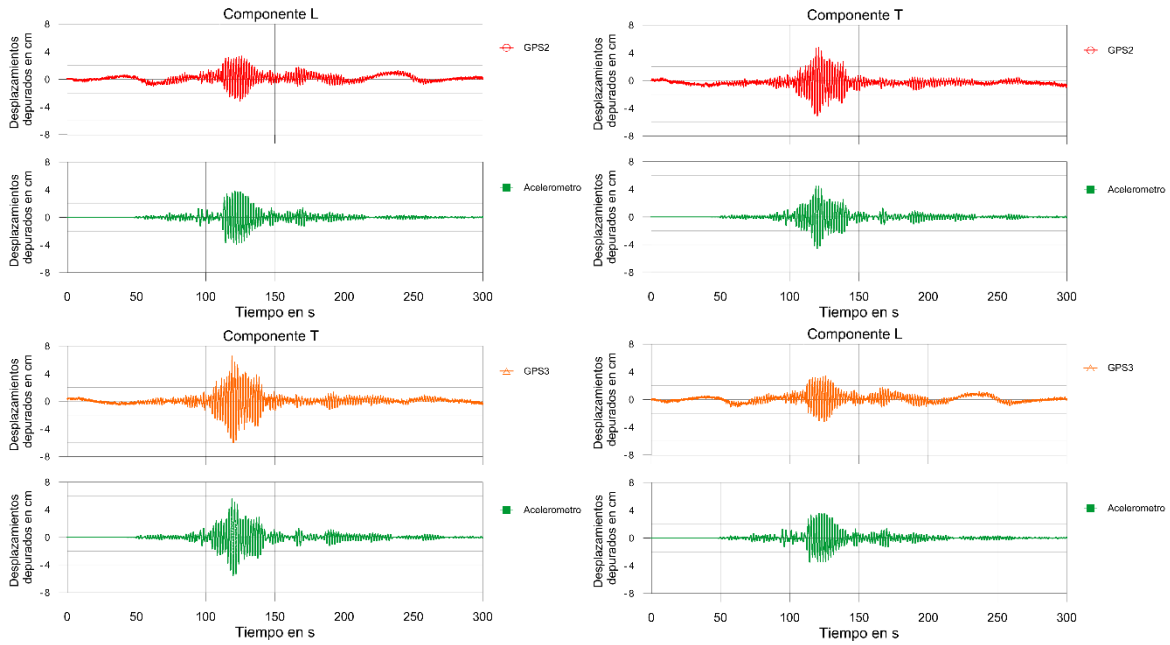 Componente L
8
4
0
-4
-8
Desplazamientos
depurados en cm
GPS2
8
4
0
-4
-8
Desplazamientos
depurados en cm
Acelerometro
0 50 100 150 200 250 300
Tiempo en s
Componente T
8
4
0
-4
-8
Desplazamientos
depurados en cm
GPS2
8
4
0
-4
-8
Desplazamientos
depurados en cm
Acelerometro
0 50 100 150 200 250 300
Tiempo en s
Componente T
8
4
0
-4
-8
Desplazamientos
depurados en cm
GPS3
8
4
0
-4
-8
Desplazamientos
depurados en cm
Acelerometro
0 50 100 150 200 250 300
Tiempo en s
Componente L
8
4
0
-4
-8
Desplazamientos
depurados en cm
GPS3
8
4
0
-4
-8
Desplazamientos
depurados en cm
Acelerometro
0 50 100 150 200 250 300
Tiempo en s